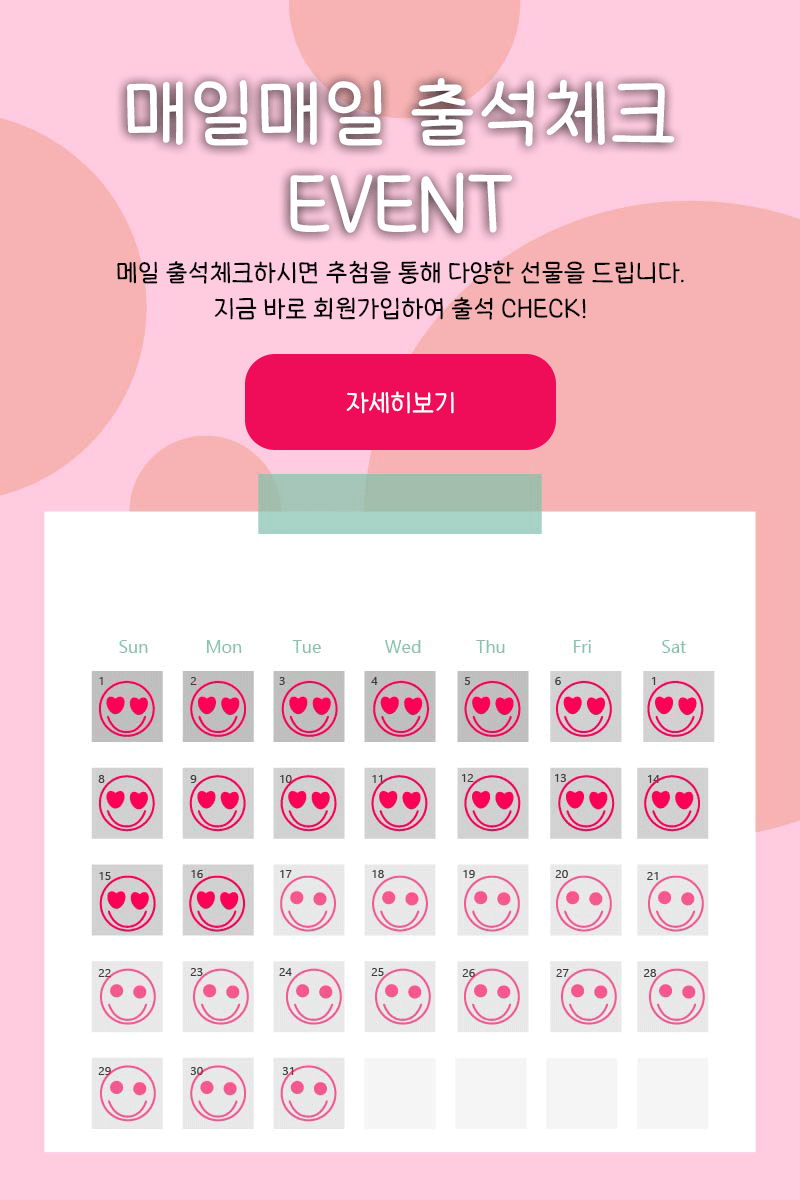 매일매일 출석체크
EVENT
메일 출석체크하시면 추첨을 통해 다양한 선물을 드립니다.
지금 바로 회원가입하여 출석 CHECK!
자세히보기
Sun Mon Tue Wed Thu Fri Sat
1 2 3 4 5 6 1
8 9 10 11 12 13 14
15 16 17 18 19 20 21
22 23 24 25 26 27 28
29 30 31